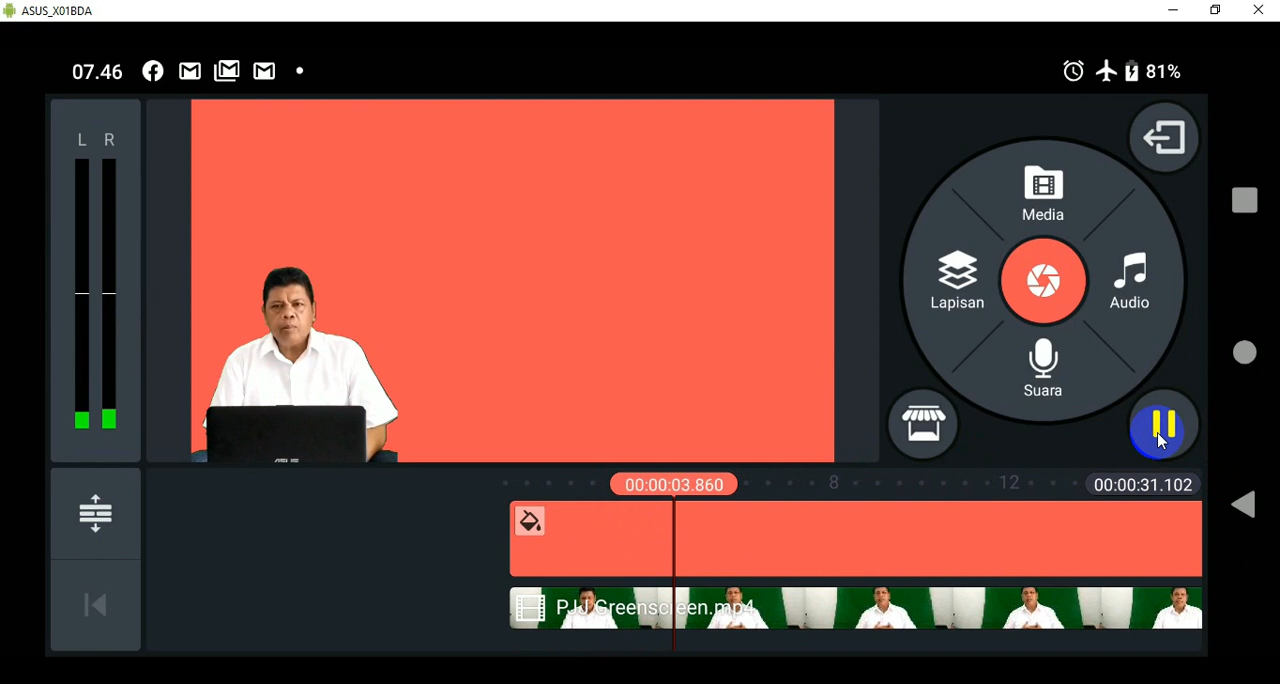 ASUS_X01BDA
07.46
81%
L R
Media
Lapisan
Audio
Suara
ASUS
00:00:03.860
8
12
00:00:31.102
PJJ Greenscreen.mp4